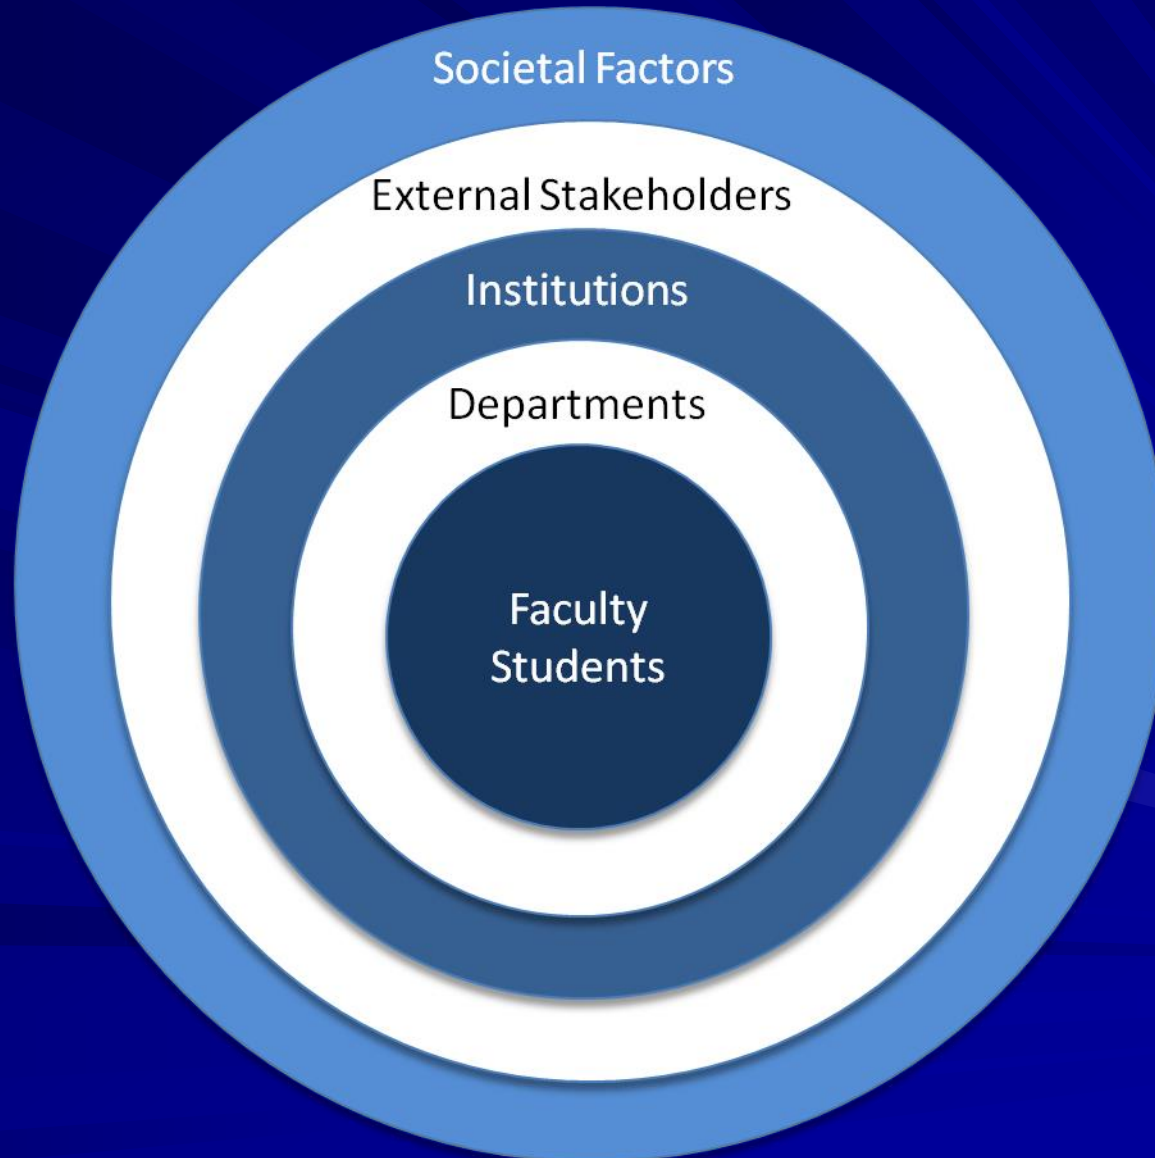 Societal Factors
External Stakeholders
Institutions
Departments
Faculty
Students